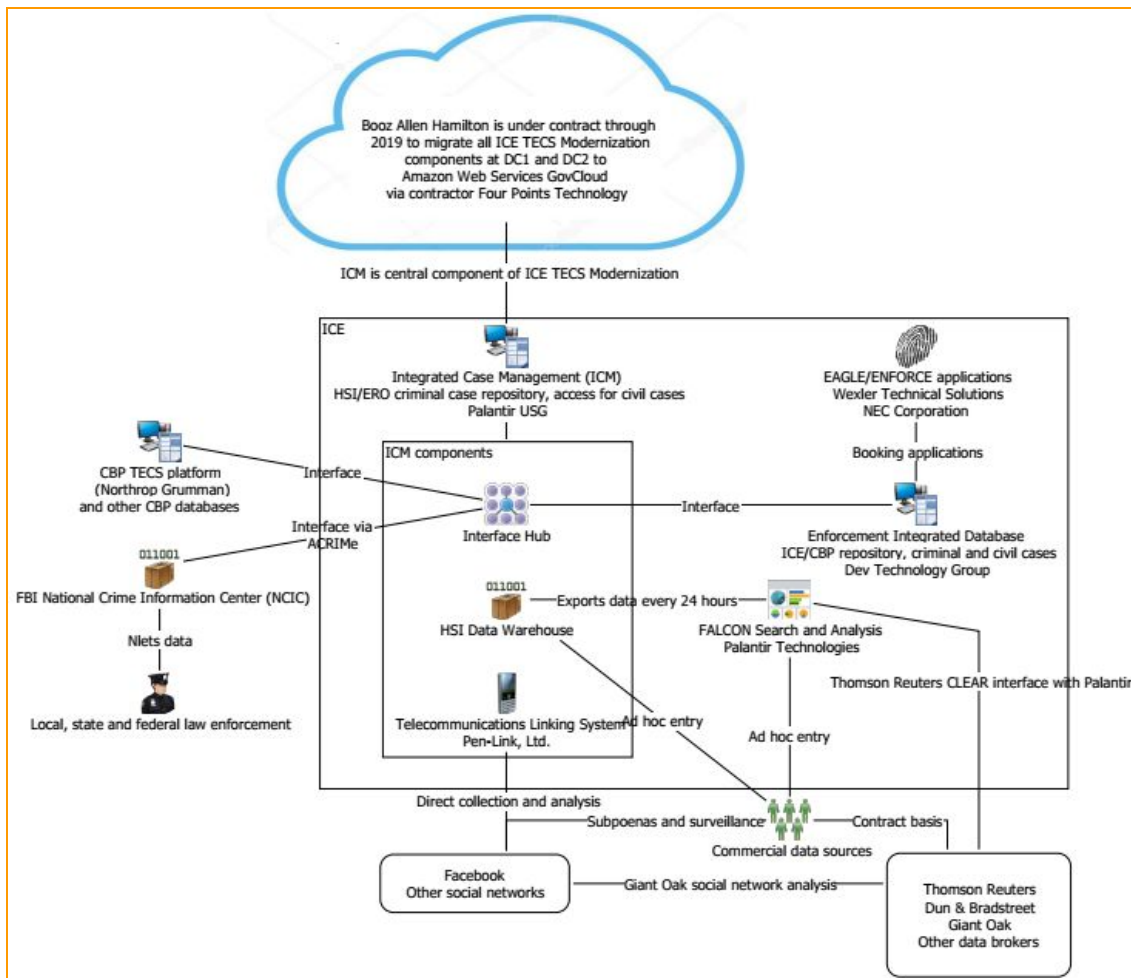 Booz Allen Hamilton is under contract through
2019 to migrate all ICE TECS Modernization
components at DC1 and DC2 to
Amazon Web Services GovCloud
via contractor Four Points Technology
ICM is central component of ICE TECS Modernization
ICE
Integrated Case Management (ICM)
HSI/ERO criminal case repository, access for civil cases
Palantir USG
EAGLE/ENFORCE applications
Wexler Technical Solutions
NEC Corporation
Booking applications
ICM components
CBP TECS platform
(Northrop Grumman)
and other CBP databases
Interface
Interface Hub
Interface
Enforcement Integrated Database
ICE/CBP repository, criminal and civil cases
Dev Technology Group
Interface via
ACRIMe
011001
FBI National Crime Information Center (NCIC)
Nlets data
Local, state and federal law enforcement
011001
HSI Data Warehouse
Exports data every 24 hours
FALCON Search and Analysis
Palantir Technologies
Thomson Reuters CLEAR interface with Palantir
Telecommunications Linking System
Pen-Link, Ltd.
Ad hoc entry
Ad hoc entry
Direct collection and analysis
Subpoenas and surveillance
Commercial data sources
Contract basis
Facebook
Other social networks
Giant Oak social network analysis
Thomson Reuters
Dun & Bradstreet
Giant Oak
Other data brokers